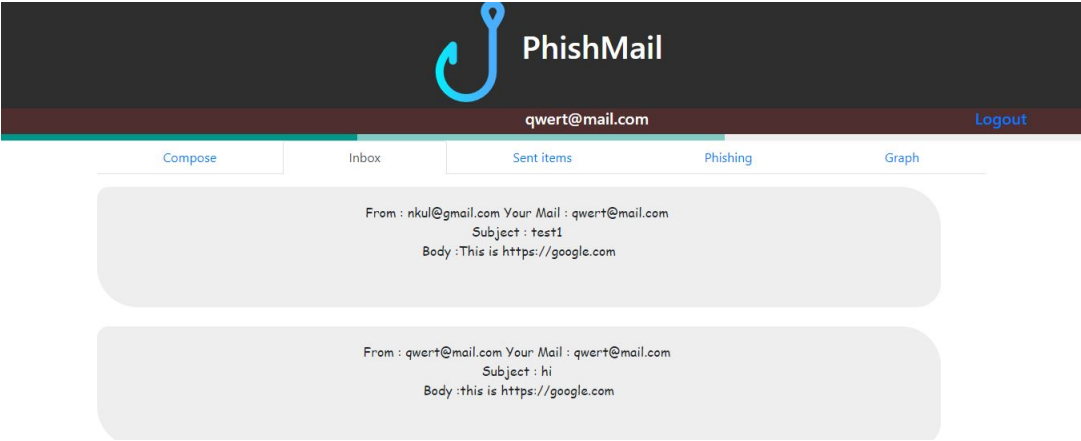 PhishMail
qwert@mail.com Logout
Compose Inbox Sent items Phishing Graph
From : nkul@gmail.com Your Mail : qwert@mail.com
Subject : test1
Body :This is https://google.com
From : qwert@mail.com Your Mail : qwert@mail.com
Subject : hi
Body :this is https://google.com